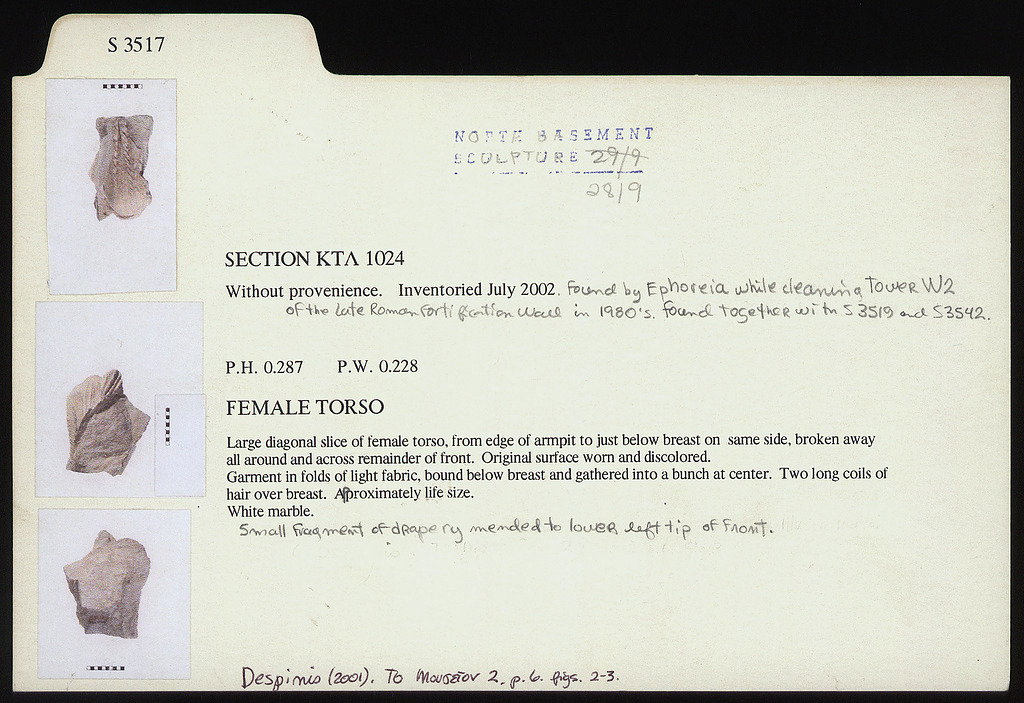 S 3517
NORTH BASEMENT
SCULPTURE 29/9
28/9
SECTION ΚΤΛ 1024
Without provenience. Inventoried July 2002. Found by Ephoreia while cleaning Tower W2
of the Late Roman Fortification Wall in 1980's. Found together with S 3519 and S3542.
P.H. 0.287 P.W. 0.228
FEMALE TORSO
Large diagonal slice of female torso, from edge of armpit to just below breast on same side, broken away
all around and across remainder of front. Original surface worn and discolored.
Garment in folds of light fabric, bound below breast and gathered into a bunch at center. Two long coils of
hair over breast. Approximately life size.
White marble.
Small fragment of drapery mended to lower left tip of front.
Despinis (2001). Το Μουσείον 2. p. 6. figs. 2-3.